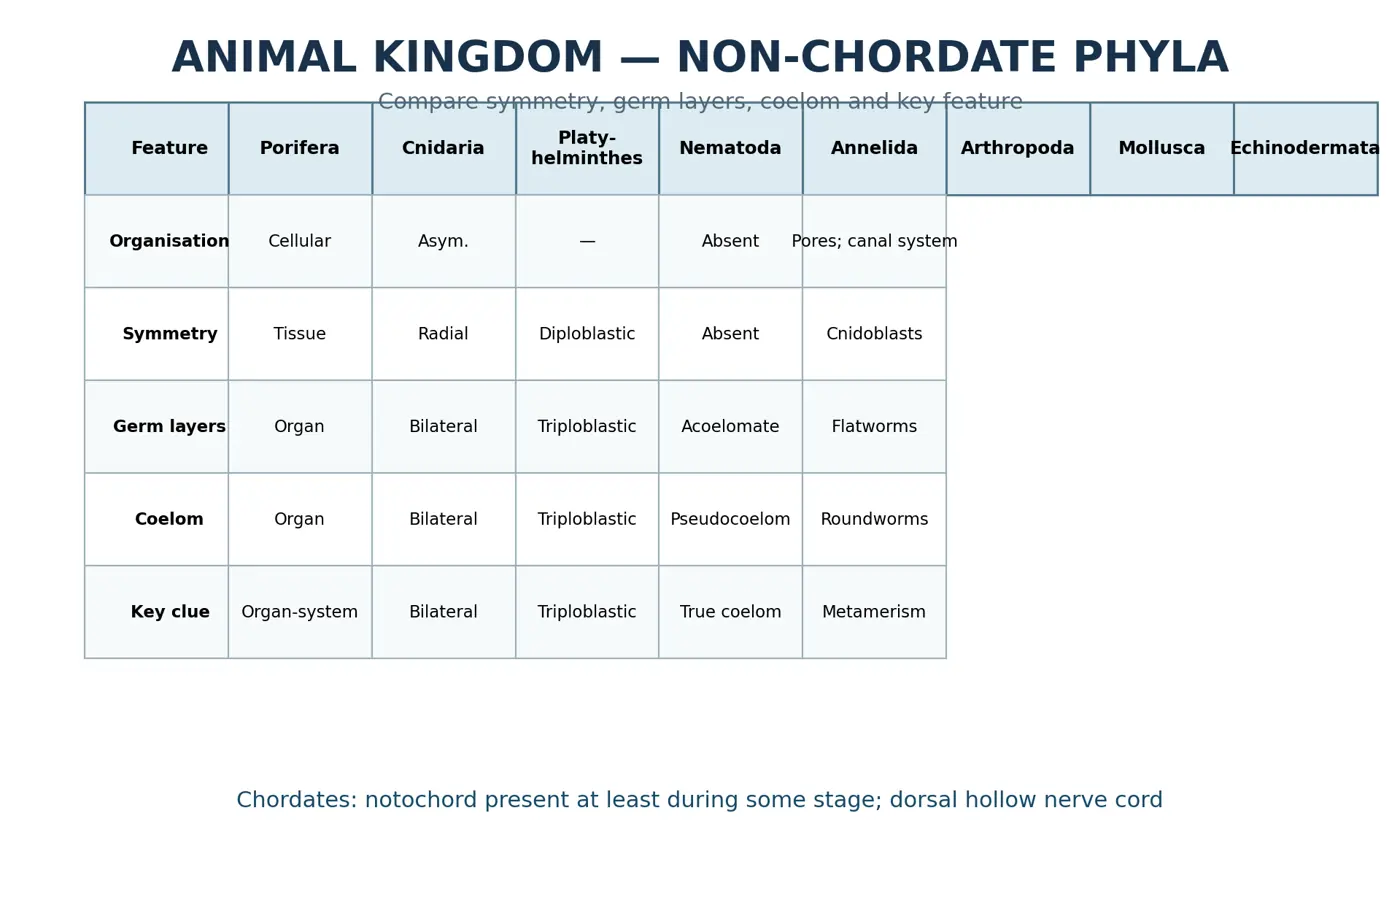 ANIMAL KINGDOM — NON-CHORDATE PHYLA
Compare symmetry, germ layers, coelom and key feature
Feature Porifera Cnidaria Platy-helminthes Nematoda Annelida Arthropoda Mollusca Echinodermata
Organisation Cellular Asym. — Absent Pores; canal system
Symmetry Tissue Radial Diploblastic Absent Cnidoblasts
Germ layers Organ Bilateral Triploblastic Acoelomate Flatworms
Coelom Organ Bilateral Triploblastic Pseudocoelom Roundworms
Key clue Organ-system Bilateral Triploblastic True coelom Metamerism
Chordates: notochord present at least during some stage; dorsal hollow nerve cord